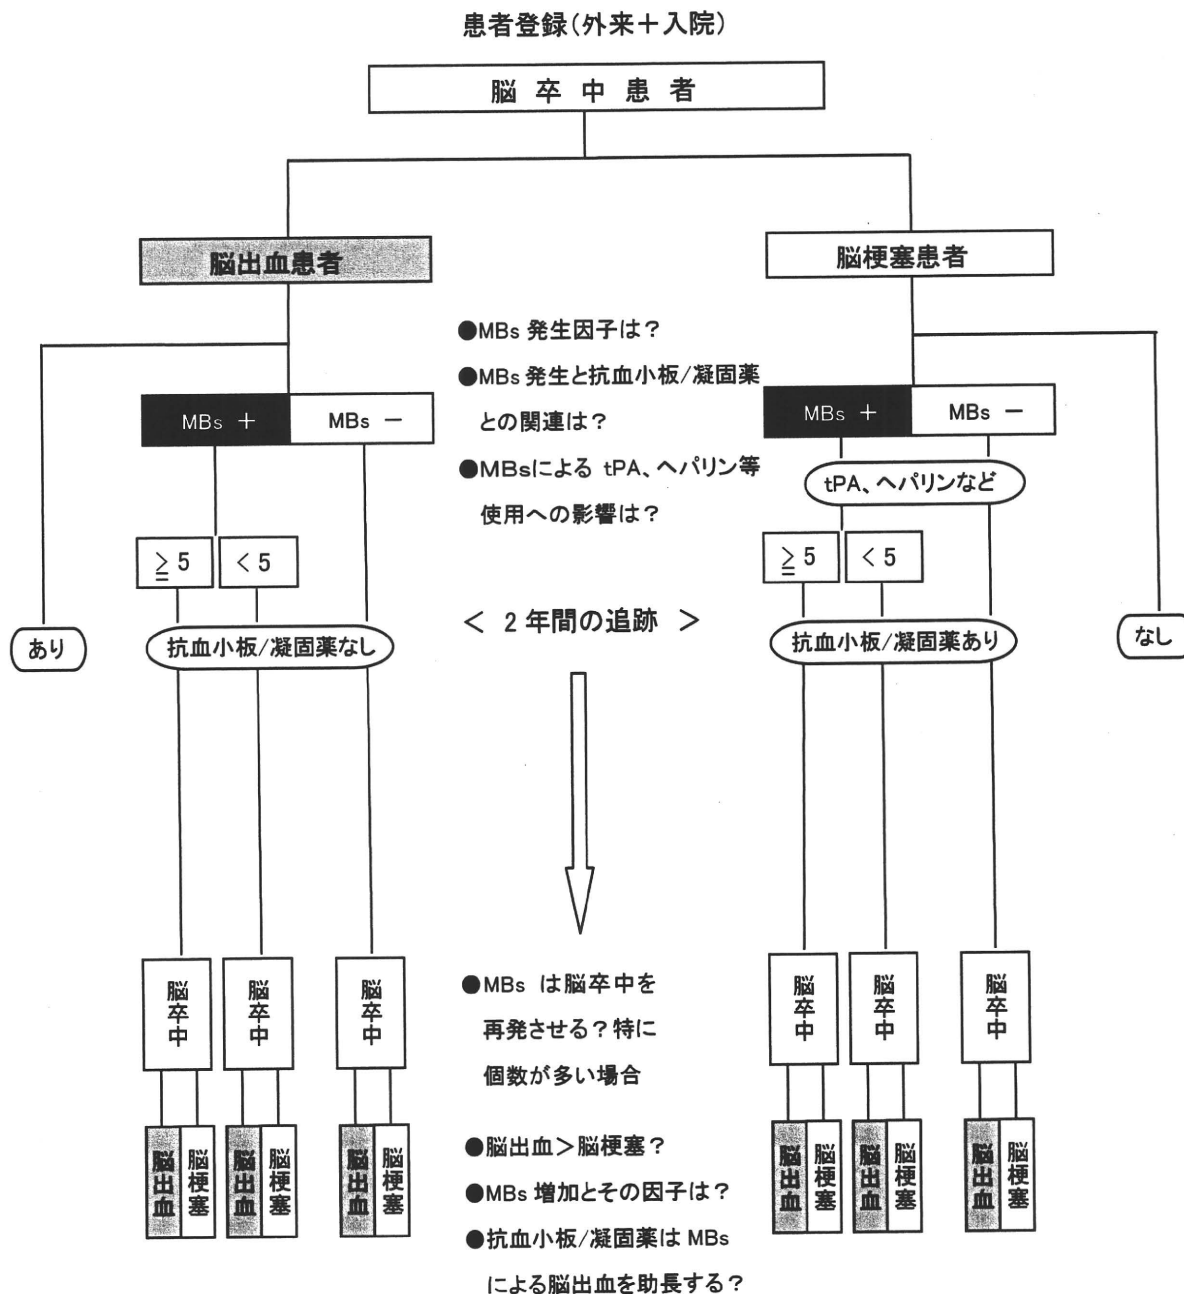 患者登録(外来＋入院)
脳卒中患者
脳出血患者
脳梗塞患者
●MBs 発生因子は？
●MBs 発生と抗血小板/凝固薬
との関連は？
●MBsによる tPA、ヘパリン等
使用への影響は？
MBs ＋
MBs －
MBs ＋
MBs －
tPA、ヘパリンなど
≧5
＜5
≧5
＜5
＜ 2年間の追跡 ＞
あり
抗血小板/凝固薬なし
抗血小板/凝固薬あり
なし
脳卒中
脳卒中
脳卒中
脳卒中
脳卒中
脳卒中
●MBs は脳卒中を
再発させる？特に
個数が多い場合
脳出血
脳梗塞
脳出血
脳梗塞
脳出血
脳梗塞
●脳出血＞脳梗塞？
●MBs 増加とその因子は？
●抗血小板/凝固薬は MBs
による脳出血を助長する？
脳出血
脳梗塞
脳出血
脳梗塞
脳出血
脳梗塞